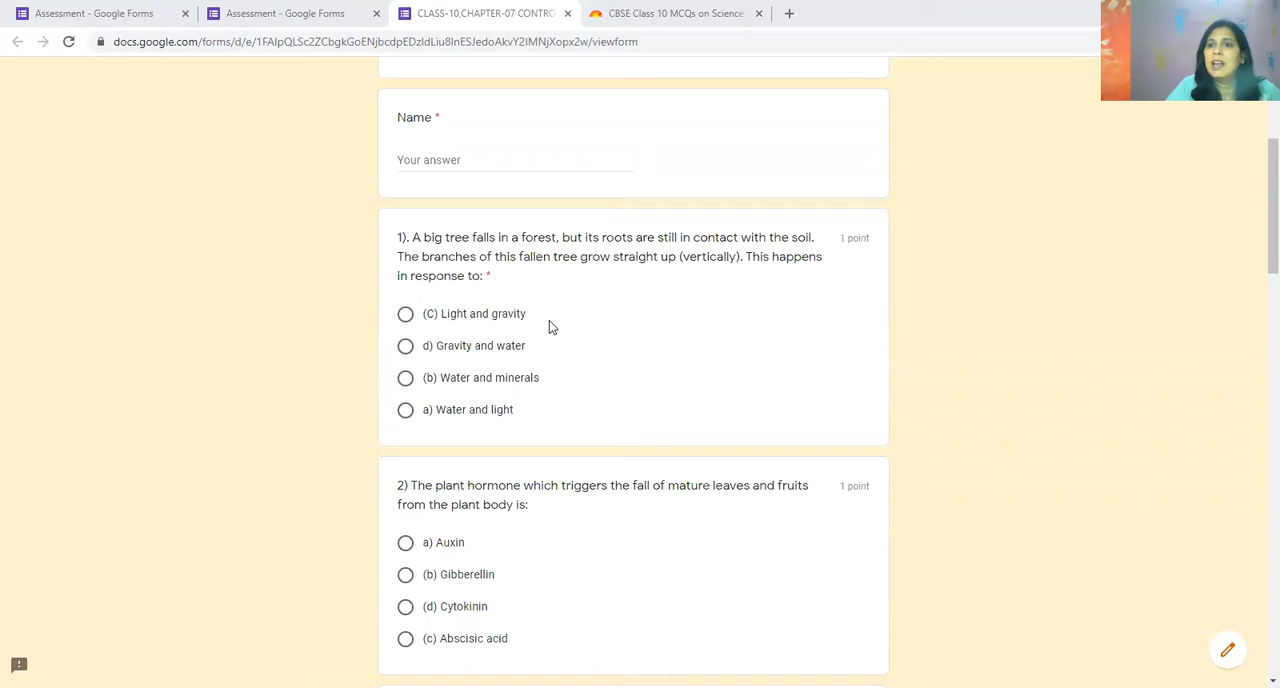 Assessment - Google Forms
Assessment - Google Forms
CLASS-10,CHAPTER-07 CONTRO
CBSE Class 10 MCQs on Science
docs.google.com/forms/d/e/1FAIpQLSc2ZCbgkGoENjbcdpEDzIdLiu8InESJedoAkvY2IMNjXopx2w/viewform
Name *
Your answer
1). A big tree falls in a forest, but its roots are still in contact with the soil. 1 point
The branches of this fallen tree grow straight up (vertically). This happens
in response to: *
(C) Light and gravity
d) Gravity and water
(b) Water and minerals
a) Water and light
2) The plant hormone which triggers the fall of mature leaves and fruits 1 point
from the plant body is:
a) Auxin
(b) Gibberellin
(d) Cytokinin
(c) Abscisic acid